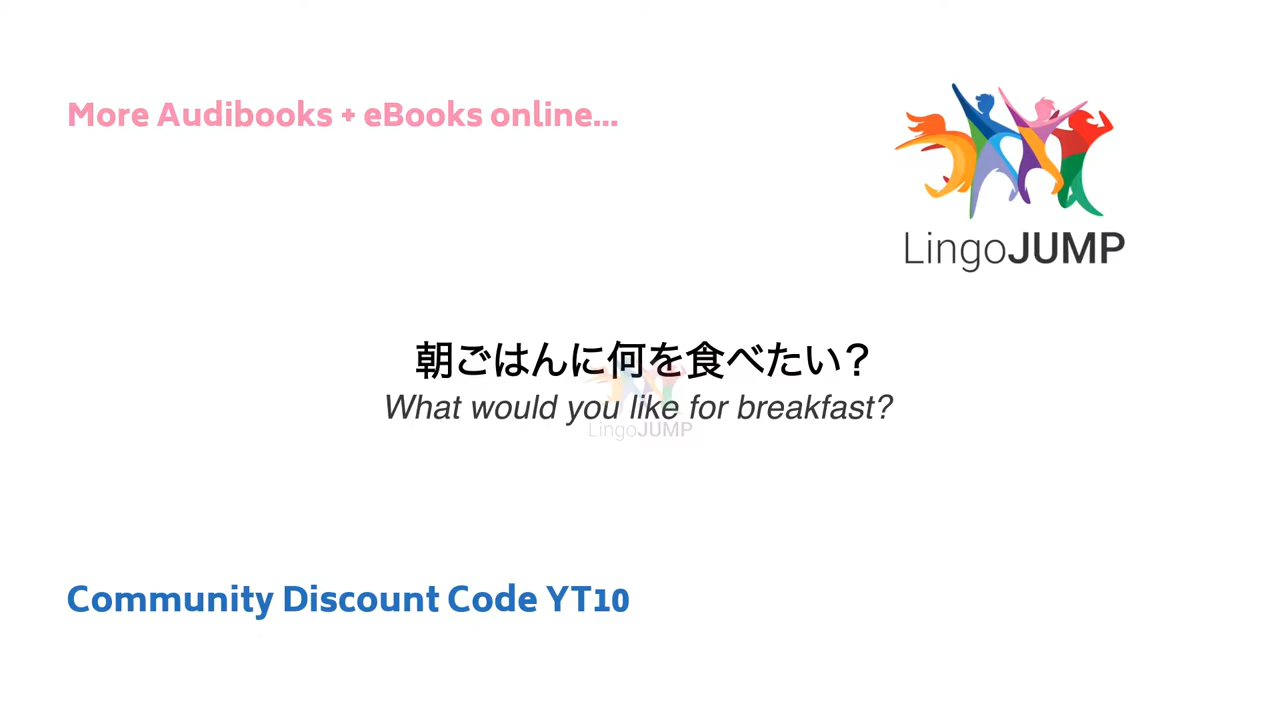 More Audibooks + eBooks online...
LingoJUMP
朝ごはんに何を食べたい？
What would you like for breakfast?
LingoJUMP
Community Discount Code YT10